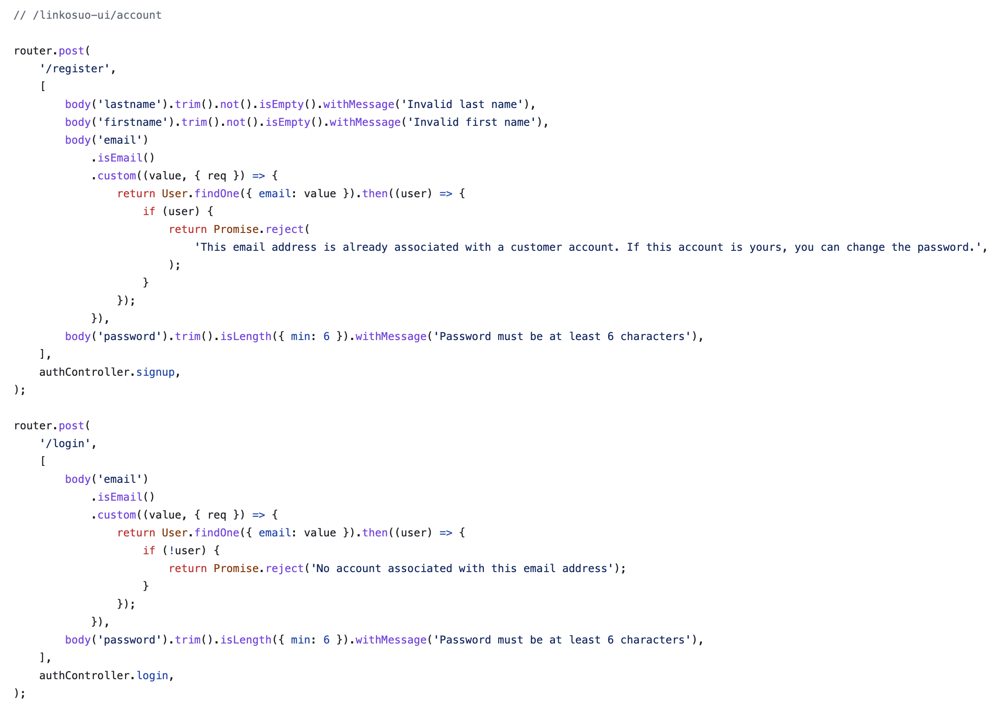 // /linkosuo-ui/account

router.post(
    '/register',
    [
        body('lastname').trim().not().isEmpty().withMessage('Invalid last name'),
        body('firstname').trim().not().isEmpty().withMessage('Invalid first name'),
        body('email')
            .isEmail()
            .custom((value, { req }) => {
                return User.findOne({ email: value }).then((user) => {
                    if (user) {
                        return Promise.reject(
                            'This email address is already associated with a customer account. If this account is yours, you can change the password.',
                        );
                    }
                });
            }),
        body('password').trim().isLength({ min: 6 }).withMessage('Password must be at least 6 characters'),
    ],
    authController.signup,
);

router.post(
    '/login',
    [
        body('email')
            .isEmail()
            .custom((value, { req }) => {
                return User.findOne({ email: value }).then((user) => {
                    if (!user) {
                        return Promise.reject('No account associated with this email address');
                    }
                });
            }),
        body('password').trim().isLength({ min: 6 }).withMessage('Password must be at least 6 characters'),
    ],
    authController.login,
);